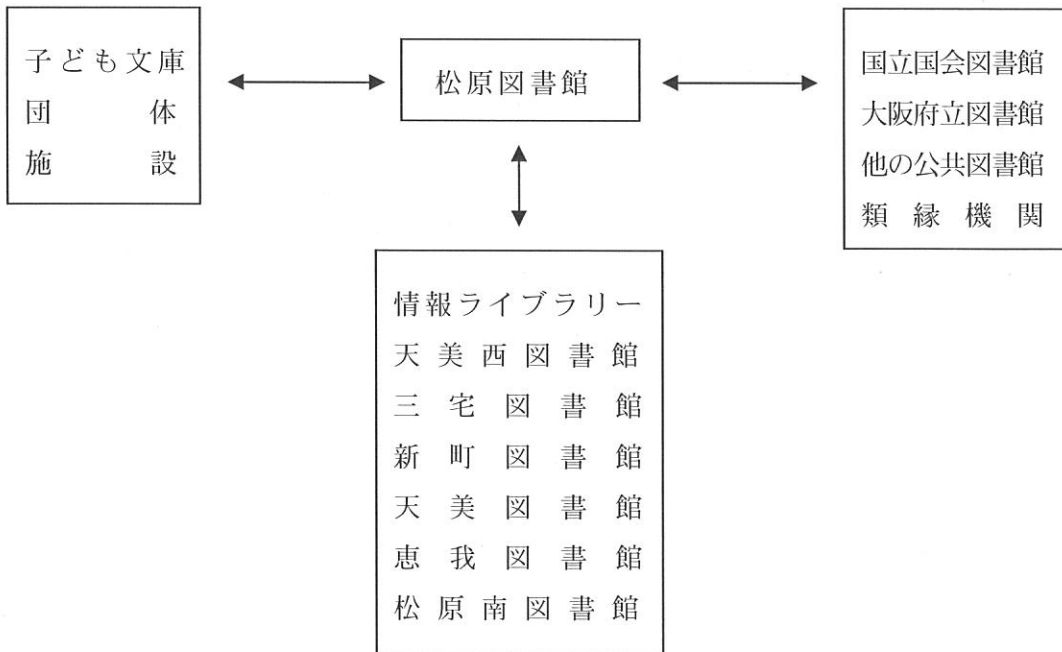 子ども文庫
団体
施設
松原図書館
国立国会図書館
大阪府立図書館
他の公共図書館
類縁機関
情報ライブラリー
天美西図書館
三宅図書館
新町図書館
天美図書館
恵我図書館
松原南図書館